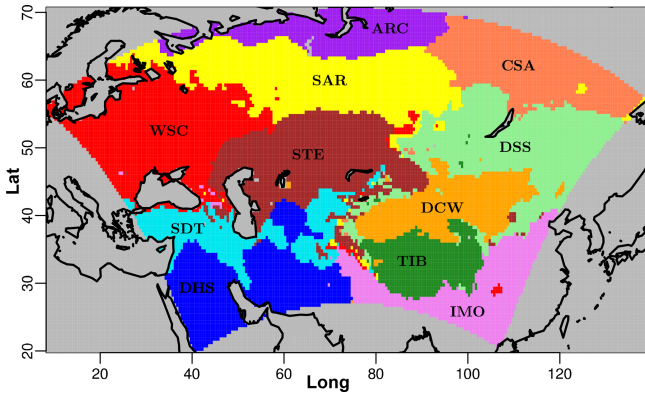 70
ARC
CSA
60
SAR
WSC
STE
DSS
50
Lat
40
DCW
SDT
TIB
30
DHS
IMO
20
20
40
60
80
100
120
Long